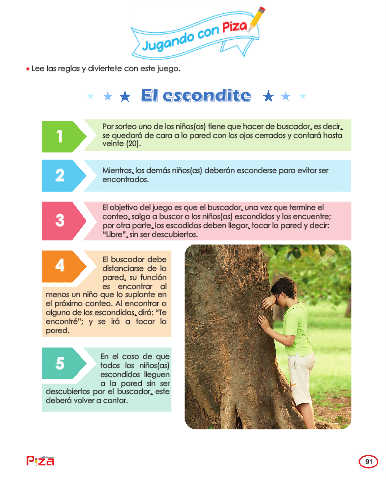 Jugando con Piza
• Lee las reglas y diviertete con este juego.
★ ★ ★ El escondite ★ ★ ★
1
Por sorteo uno de los niños(as) tiene que hacer de buscador, es decir,
se quedará de cara a la pared con los ojos cerrados y contará hasta
veinte (20).
2
Mientras, los demás niños(as) deberán esconderse para evitar ser
encontrados.
3
El objetivo del juego es que el buscador, una vez que termine el
conteo, salga a buscar a los niños(as) escondidos y los encuentre;
por otra parte, los escondidos deben llegar, tocar la pared y decir:
"Libre", sin ser descubiertos.
4
El buscador debe
distanciarse de la
pared, su función
es encontrar al
menos un niño que lo suplante en
el próximo conteo. Al encontrar a
alguno de los escondidos, dirá: "Te
encontré"; y se irá a tocar la
pared.
5
En el caso de que
todos los niños(as)
escondidos lleguen
a la pared sin ser
descubiertos por el buscador, este
deberá volver a contar.
Piza
91